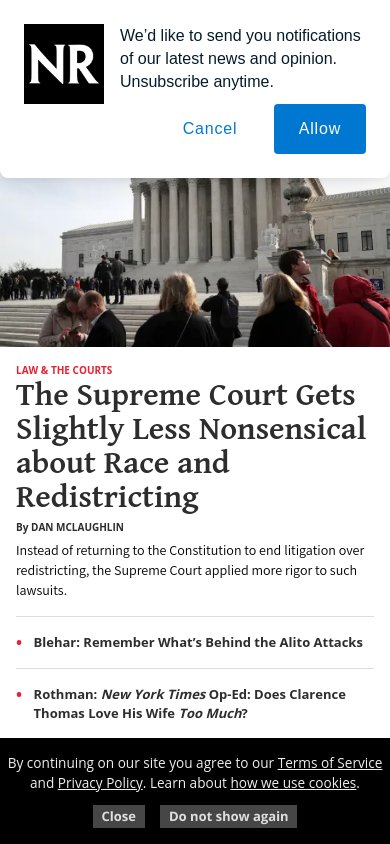 NR
We’d like to send you notifications
of our latest news and opinion.
Unsubscribe anytime.
Cancel
Allow
LAW & THE COURTS
The Supreme Court Gets
Slightly Less Nonsensical
about Race and
Redistricting
By DAN MCLAUGHLIN
Instead of returning to the Constitution to end litigation over
redistricting, the Supreme Court applied more rigor to such
lawsuits.
• Blehar: Remember What’s Behind the Alito Attacks
• Rothman: New York Times Op-Ed: Does Clarence
Thomas Love His Wife Too Much?
By continuing on our site you agree to our Terms of Service
and Privacy Policy. Learn about how we use cookies.
Close
Do not show again